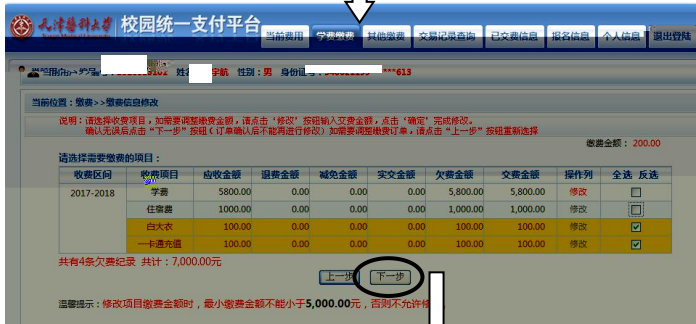 天津医科大学 校园统一支付平台
当前费用 学费缴费 其他缴费 交易记录查询 已交费信息 报名信息 个人信息 退出登陆
姓 宇航 性别：男 身份证 ***613
当前位置：缴费>>缴费信息修改
说明：请选择收费项目，如需要调整缴费金额，请点击‘修改’按钮输入交费金额，点击‘确定’完成修改。
确认无误后点击“下一步”按钮（订单确认后不能再进行修改）如需要调整缴费订单，请点击“上一步”按钮重新选择
缴费金额：200.00
请选择需要缴费的项目：
收费区间 收费项目 应收金额 退费金额 减免金额 实交金额 欠费金额 交费金额 操作列 全选 反选
2017-2018 学费 5800.00 0.00 0.00 0.00 5,800.00 5,800.00 修改
住宿费 1000.00 0.00 0.00 0.00 1,000.00 1,000.00 修改
白大衣 100.00 0.00 0.00 0.00 100.00 100.00 修改
一卡通充值 100.00 0.00 0.00 0.00 100.00 100.00 修改
共有4条欠费纪录 共计：7,000.00元
上一步 下一步
温馨提示：修改项目缴费金额时，最小缴费金额不能小于5,000.00元，否则不允许修